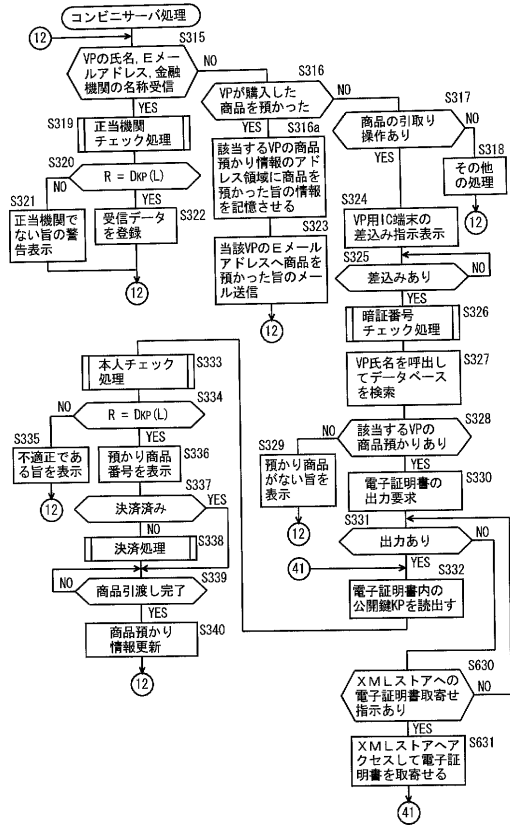 コンビニサーバ処理
12
S315
VPの氏名,Eメ
ールアドレス,金融
機関の名称受信
NO
YES
S319
正当機関
チェック処理
S320
R = DKP(L)
NO
YES
S321
正当機関で
ない旨の警
告表示
S322
受信データ
を登録
12
S316
VPが購入した
商品を預かった
NO
YES
S316a
該当するVPの商品
預かり情報のアド
レス領域に商品を
預かった旨の情報
を記憶させる
S323
当該VPのEメール
アドレスへ商品を
預かった旨のメー
ル送信
12
S317
商品の引取り
操作あり
NO
YES
S318
その他
の処理
12
S324
VP用IC端末の
差込み指示表示
S325
差込みあり
NO
YES
S326
暗証番号
チェック処理
S327
VP氏名を呼出し
てデータベース
を検索
S328
該当するVPの
商品預かりあり
NO
YES
S329
預かり商品
がない旨を
表示
12
S330
電子証明書の
出力要求
S331
出力あり
NO
YES
41
S332
電子証明書内の
公開鍵KPを読出す
S333
本人チェック
処理
S334
R = DKP(L)
NO
YES
S335
不適正であ
る旨を表示
12
S336
預かり商品
番号を表示
S337
決済済み
YES
NO
S338
決済処理
S339
商品引渡し完了
NO
YES
S340
商品預かり
情報更新
12
S630
XMLストアへの
電子証明書取寄せ
指示あり
NO
YES
S631
XMLストアへア
クセスして電子証
明書を取寄せる
41